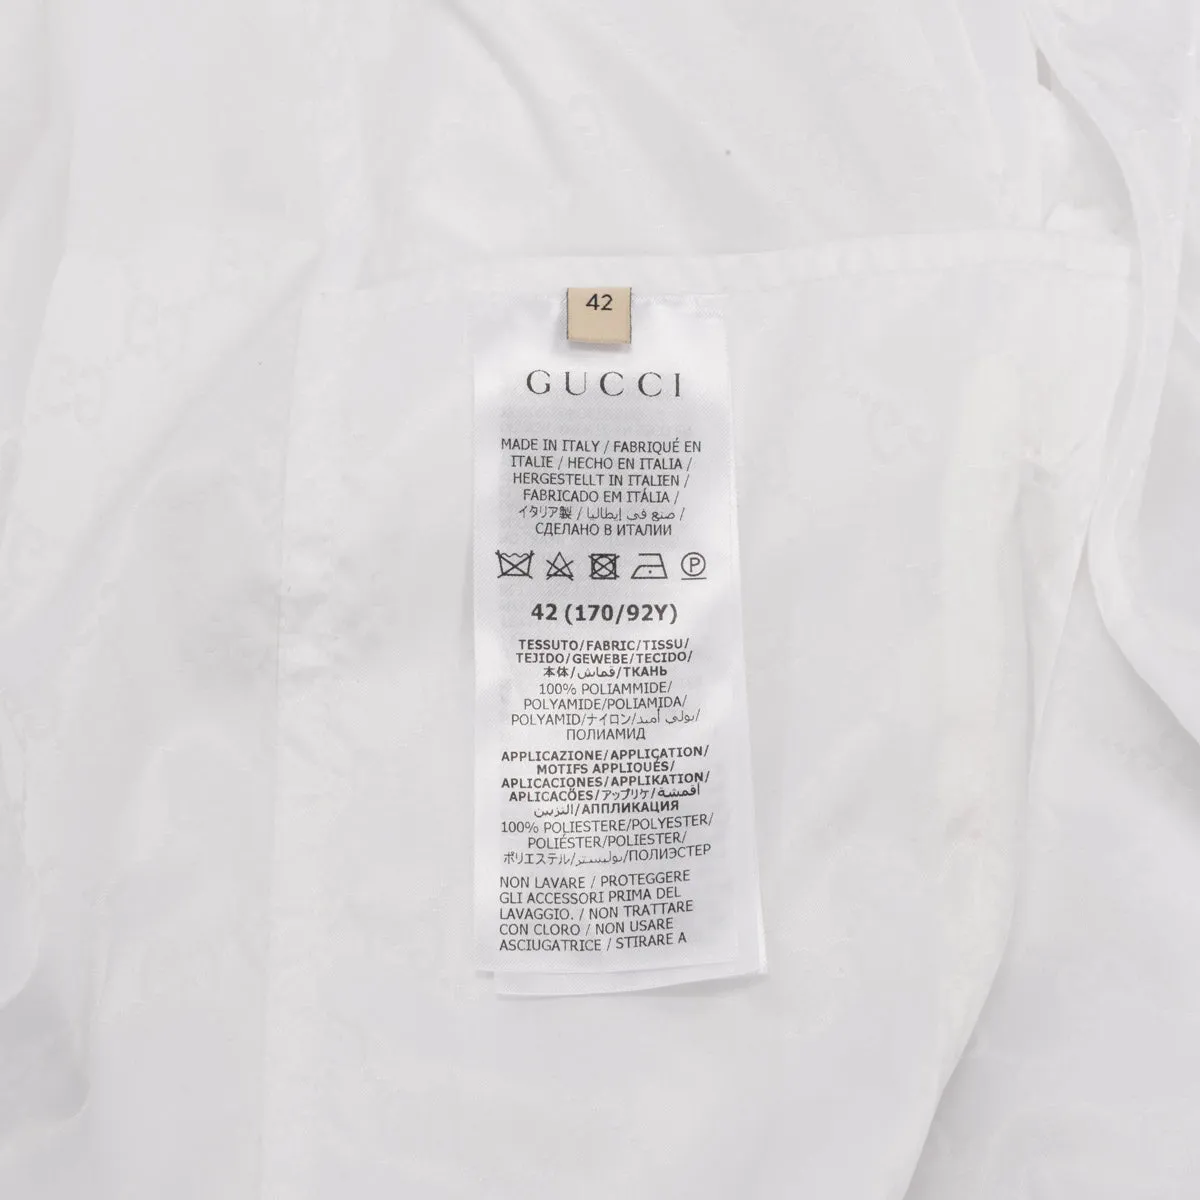 42
GUCCI
MADE IN ITALY / FABRIQUÉ EN
ITALIE / HECHO EN ITALIA /
HERGESTELLT IN ITALIEN /
FABRICADO EM ITÁLIA /
イタリア製 / صنع في إيطاليا /
СДЕЛАНО В ИТАЛИИ
P
42 (170/92Y)
TESSUTO/FABRIC/TISSU/
TEJIDO/GEWEBE/TECIDO/
本体/قماش/ТКАНЬ
100% POLIAMMIDE/
POLYAMIDE/POLIAMIDA/
POLYAMID/ナイロン/بولي أميد/
ПОЛИАМИД
APPLICAZIONE/APPLICATION/
MOTIFS APPLIQUÉS/
APLICACIONES/APPLIKATION/
APLICAÇÕES/アップリケ/أقمشة
التزيين/АППЛИКАЦИЯ
100% POLIESTERE/POLYESTER/
POLIÉSTER/POLIESTER/
ポリエステル/بوليستر/ПОЛИЭСТЕР
NON LAVARE / PROTEGGERE
GLI ACCESSORI PRIMA DEL
LAVAGGIO. / NON TRATTARE
CON CLORO / NON USARE
ASCIUGATRICE / STIRARE A